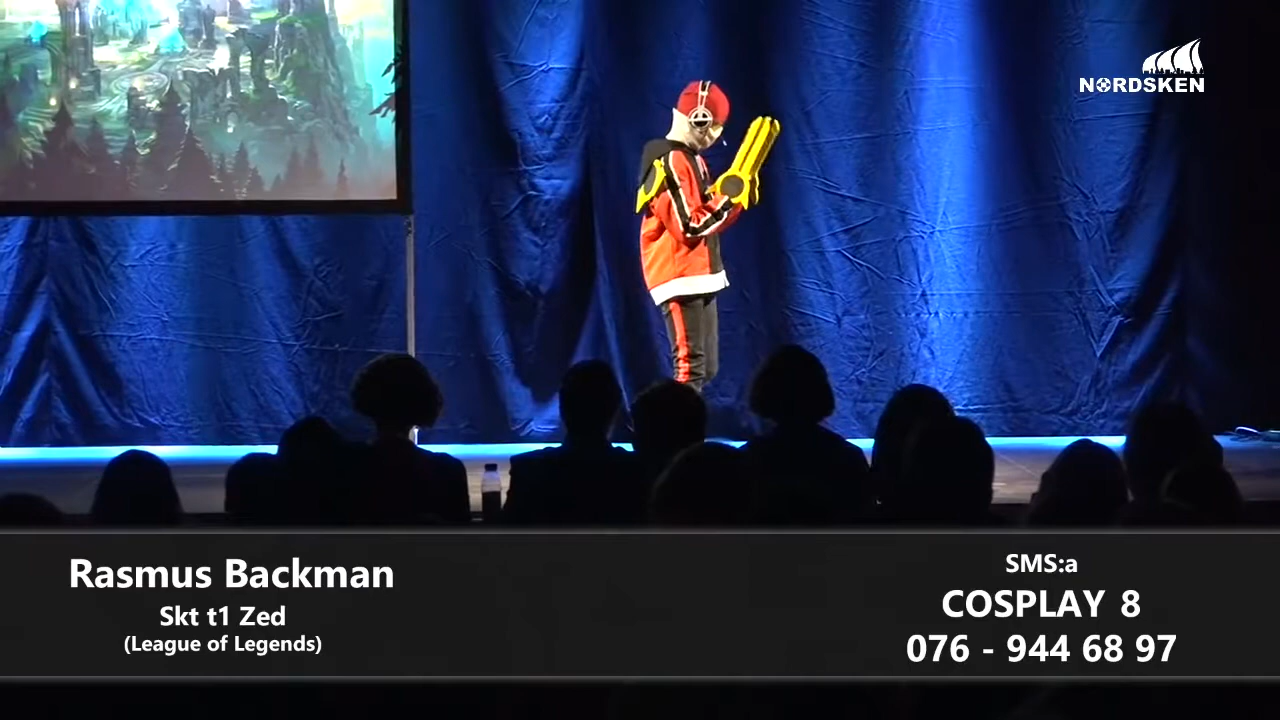 NORDSKEN
Rasmus Backman
Skt t1 Zed
(League of Legends)
SMS:a
COSPLAY 8
076 - 944 68 97